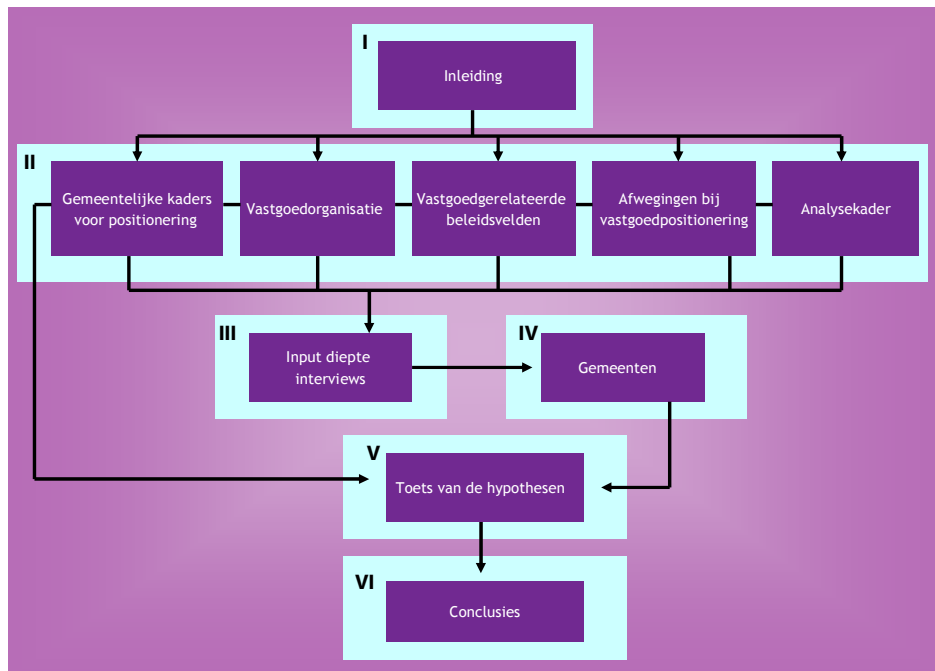 I
Inleiding
II
Gemeentelijke kaders
voor positionering
Vastgoedorganisatie
Vastgoedgerelateerde
beleidsvelden
Afwegingen bij
vastgoedpositionering
Analysekader
III
Input diepte
interviews
IV
Gemeenten
V
Toets van de hypothesen
VI
Conclusies